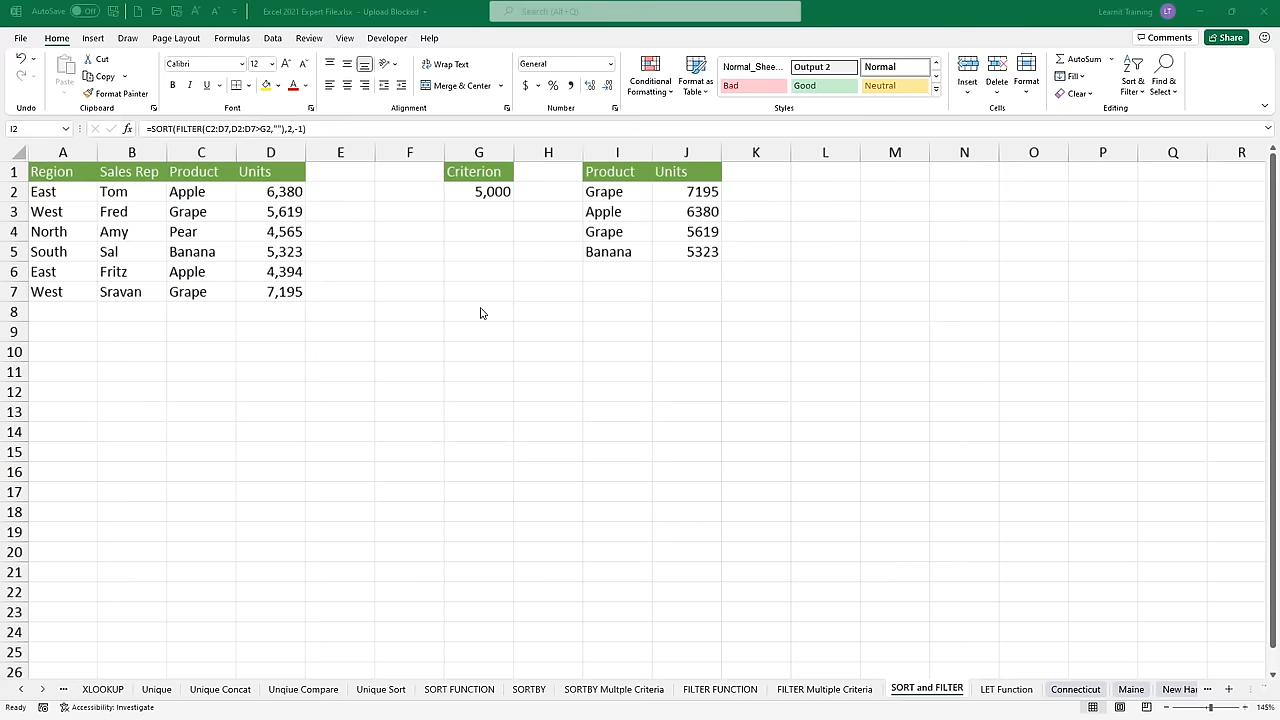 AutoSave Off Excel 2021 Expert File.xlsx - Upload Blocked Search (Alt+Q) Learnit Training LT
File Home Insert Draw Page Layout Formulas Data Review View Developer Help Comments Share
Paste Cut Copy Format Painter
Calibri 12 A A
B I U
Wrap Text
Merge & Center
General
$ % ,
Conditional Formatting Format as Table
Normal_Shee... Output 2 Normal
Bad Good Neutral
Insert Delete Format
AutoSum Fill Clear
Sort & Filter Find & Select
Undo Clipboard Font Alignment Number Styles Cells Editing
I2 fx =SORT(FILTER(C2:D7,D2:D7>G2,""),2,-1)
A B C D E F G H I J K L M N O P Q R
1 Region Sales Rep Product Units Criterion Product Units
2 East Tom Apple 6,380 5,000 Grape 7195
3 West Fred Grape 5,619 Apple 6380
4 North Amy Pear 4,565 Grape 5619
5 South Sal Banana 5,323 Banana 5323
6 East Fritz Apple 4,394
7 West Sravan Grape 7,195
8
9
10
11
12
13
14
15
16
17
18
19
20
21
22
23
24
25
26
... XLOOKUP Unique Unique Concat Unqiue Compare Unique Sort SORT FUNCTION SORTBY SORTBY Multple Criteria FILTER FUNCTION FILTER Multiple Criteria SORT and FILTER LET Function Connecticut Maine New Ha ...
Ready Accessibility: Investigate 145%